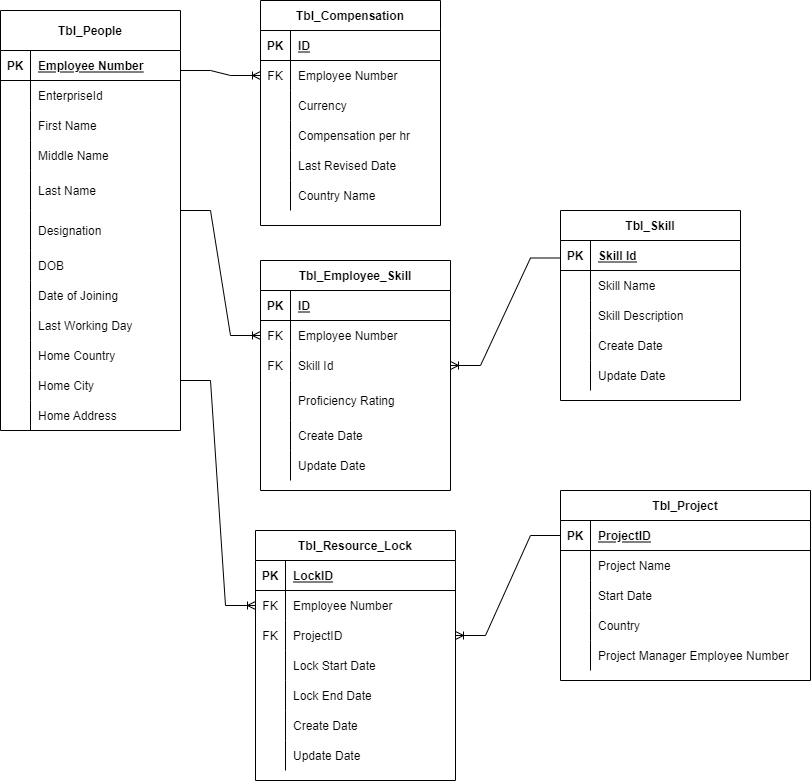 Tbl_People
PK Employee Number
EnterpriseId
First Name
Middle Name
Last Name
Designation
DOB
Date of Joining
Last Working Day
Home Country
Home City
Home Address
Tbl_Compensation
PK ID
FK Employee Number
Currency
Compensation per hr
Last Revised Date
Country Name
Tbl_Employee_Skill
PK ID
FK Employee Number
FK Skill Id
Proficiency Rating
Create Date
Update Date
Tbl_Skill
PK Skill Id
Skill Name
Skill Description
Create Date
Update Date
Tbl_Resource_Lock
PK LockID
FK Employee Number
FK ProjectID
Lock Start Date
Lock End Date
Create Date
Update Date
Tbl_Project
PK ProjectID
Project Name
Start Date
Country
Project Manager Employee Number